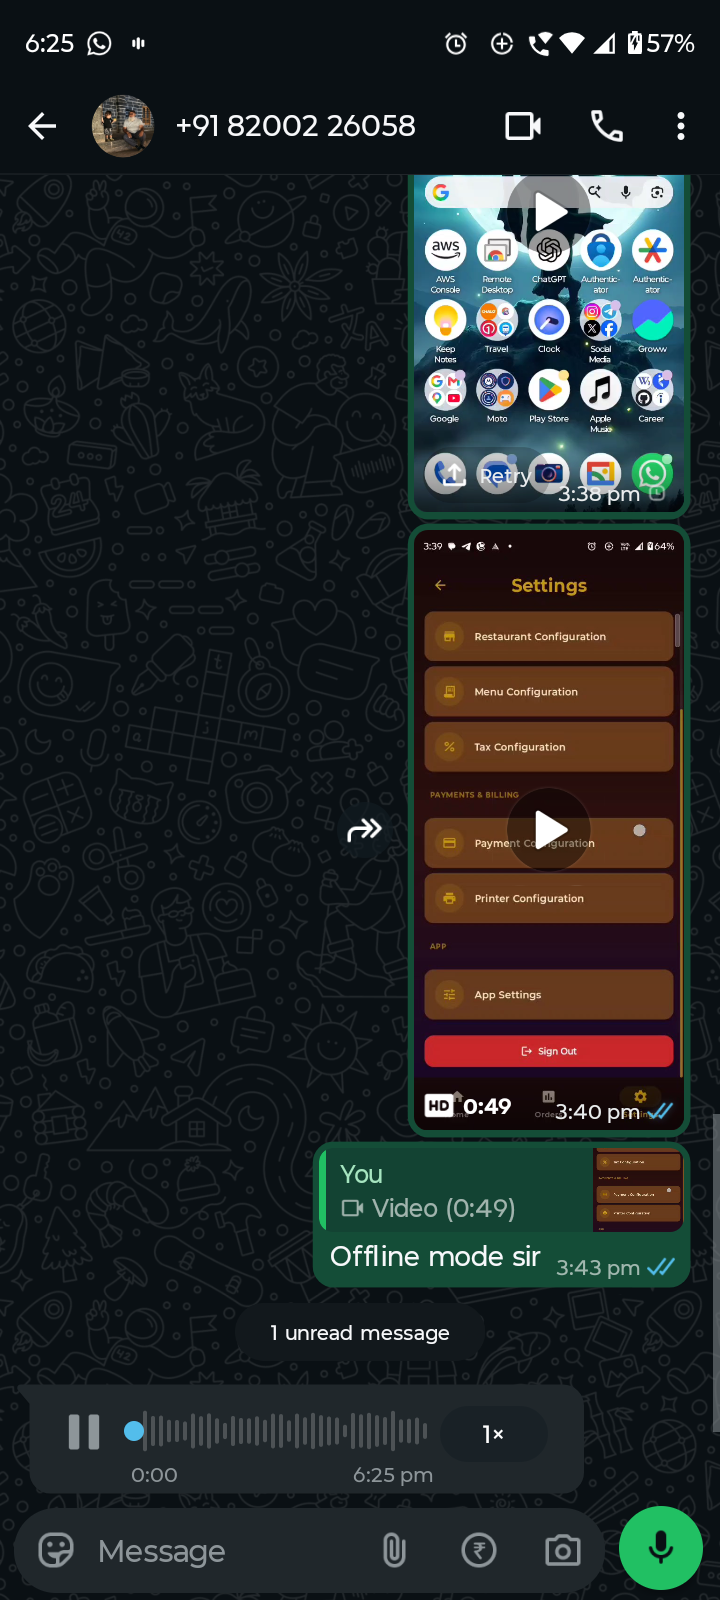 6:25
57%
+91 82002 26058
aws
AWS
Console
Remote
Desktop
ChatGPT
Authentic-
ator
Authentic-
ator
Keep
Notes
Travel
Clock
Social
Media
Groww
Google
Moto
Play Store
Apple
Music
Career
Retry
3:38 pm
3:39
64%
Settings
Restaurant Configuration
Menu Configuration
Tax Configuration
PAYMENTS & BILLING
Payment Configuration
Printer Configuration
APP
App Settings
Sign Out
HD 0:49
3:40 pm
You
Video (0:49)
Offline mode sir
3:43 pm
1 unread message
1×
0:00
6:25 pm
Message